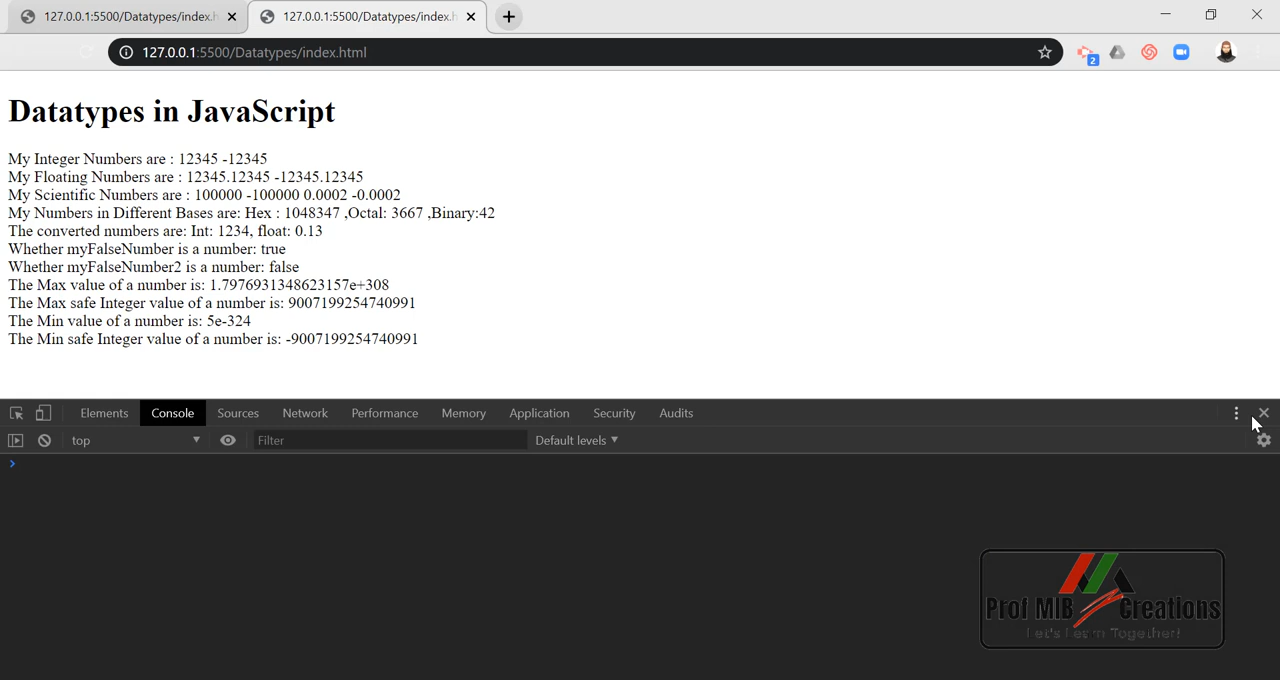 127.0.0.1:5500/Datatypes/index.h
127.0.0.1:5500/Datatypes/index.h
127.0.0.1:5500/Datatypes/index.html
2
Datatypes in JavaScript
My Integer Numbers are : 12345 -12345
My Floating Numbers are : 12345.12345 -12345.12345
My Scientific Numbers are : 100000 -100000 0.0002 -0.0002
My Numbers in Different Bases are: Hex : 1048347 ,Octal: 3667 ,Binary:42
The converted numbers are: Int: 1234, float: 0.13
Whether myFalseNumber is a number: true
Whether myFalseNumber2 is a number: false
The Max value of a number is: 1.7976931348623157e+308
The Max safe Integer value of a number is: 9007199254740991
The Min value of a number is: 5e-324
The Min safe Integer value of a number is: -9007199254740991
Elements Console Sources Network Performance Memory Application Security Audits
top Filter Default levels
Prof MIB Creations
Let's Learn Together!